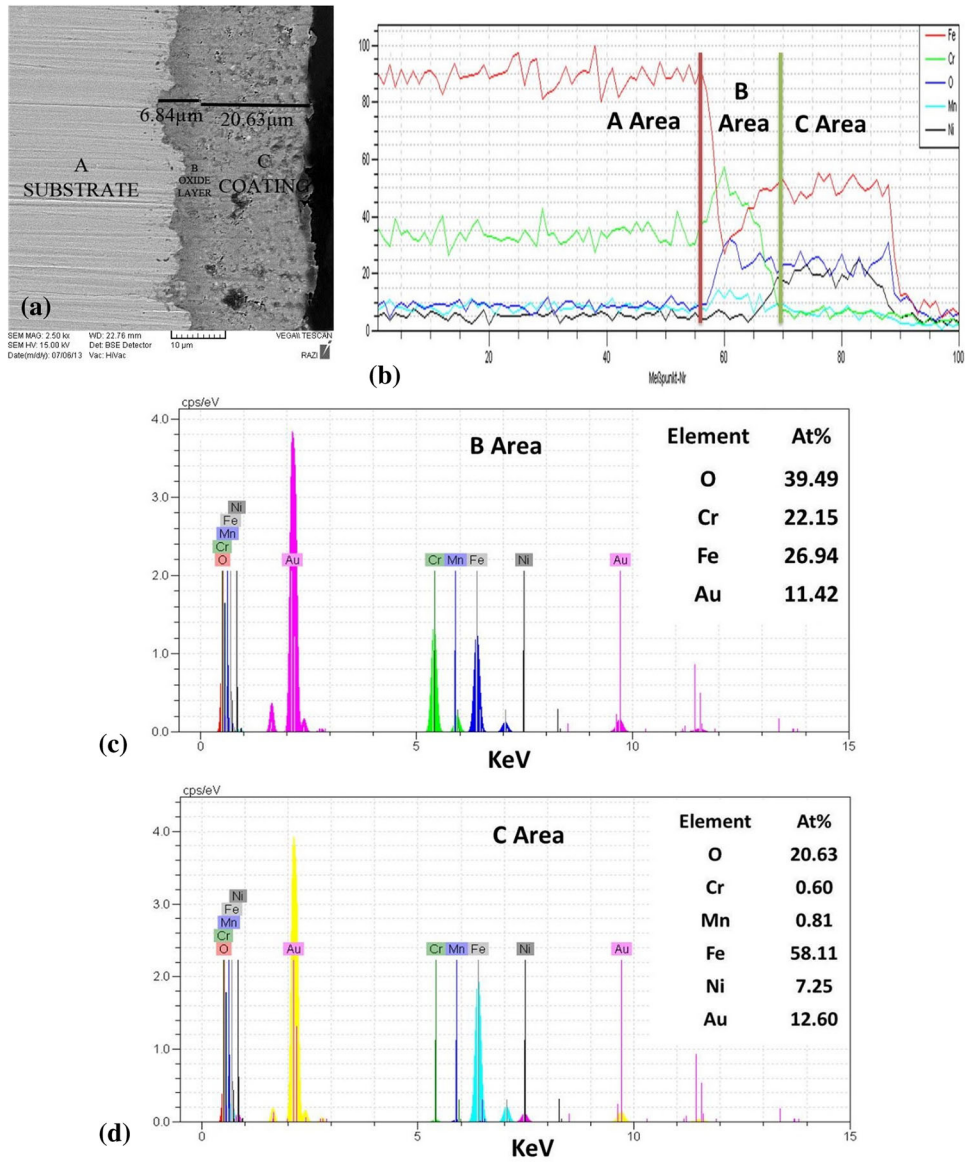 6.84µm
20.63µm
A
SUBSTRATE
B
OXIDE
LAYER
C
COATING
(a)
SEM MAG: 2.50 kx
WD: 22.76 mm
VEGA\\ TESCAN
SEM HV: 15.00 kV
Det: BSE Detector
10 µm
Date(m/d/y): 07/06/13
Vac: HiVac
RAZI
100
80
60
40
20
0
A Area
B
Area
C Area
Fe
Cr
O
Mn
Ni
20
40
60
80
100
Meßpunkt-Nr
(b)
cps/eV
4.0
3.0
2.0
1.0
0.0
B Area
Ni
Fe
Mn
Cr
O
Au
Cr
Mn
Fe
Ni
Au
Element At%
O 39.49
Cr 22.15
Fe 26.94
Au 11.42
0
5
10
15
KeV
(c)
cps/eV
4.0
3.0
2.0
1.0
0.0
C Area
Ni
Fe
Mn
Cr
O
Au
Cr
Mn
Fe
Ni
Au
Element At%
O 20.63
Cr 0.60
Mn 0.81
Fe 58.11
Ni 7.25
Au 12.60
0
5
10
15
KeV
(d)